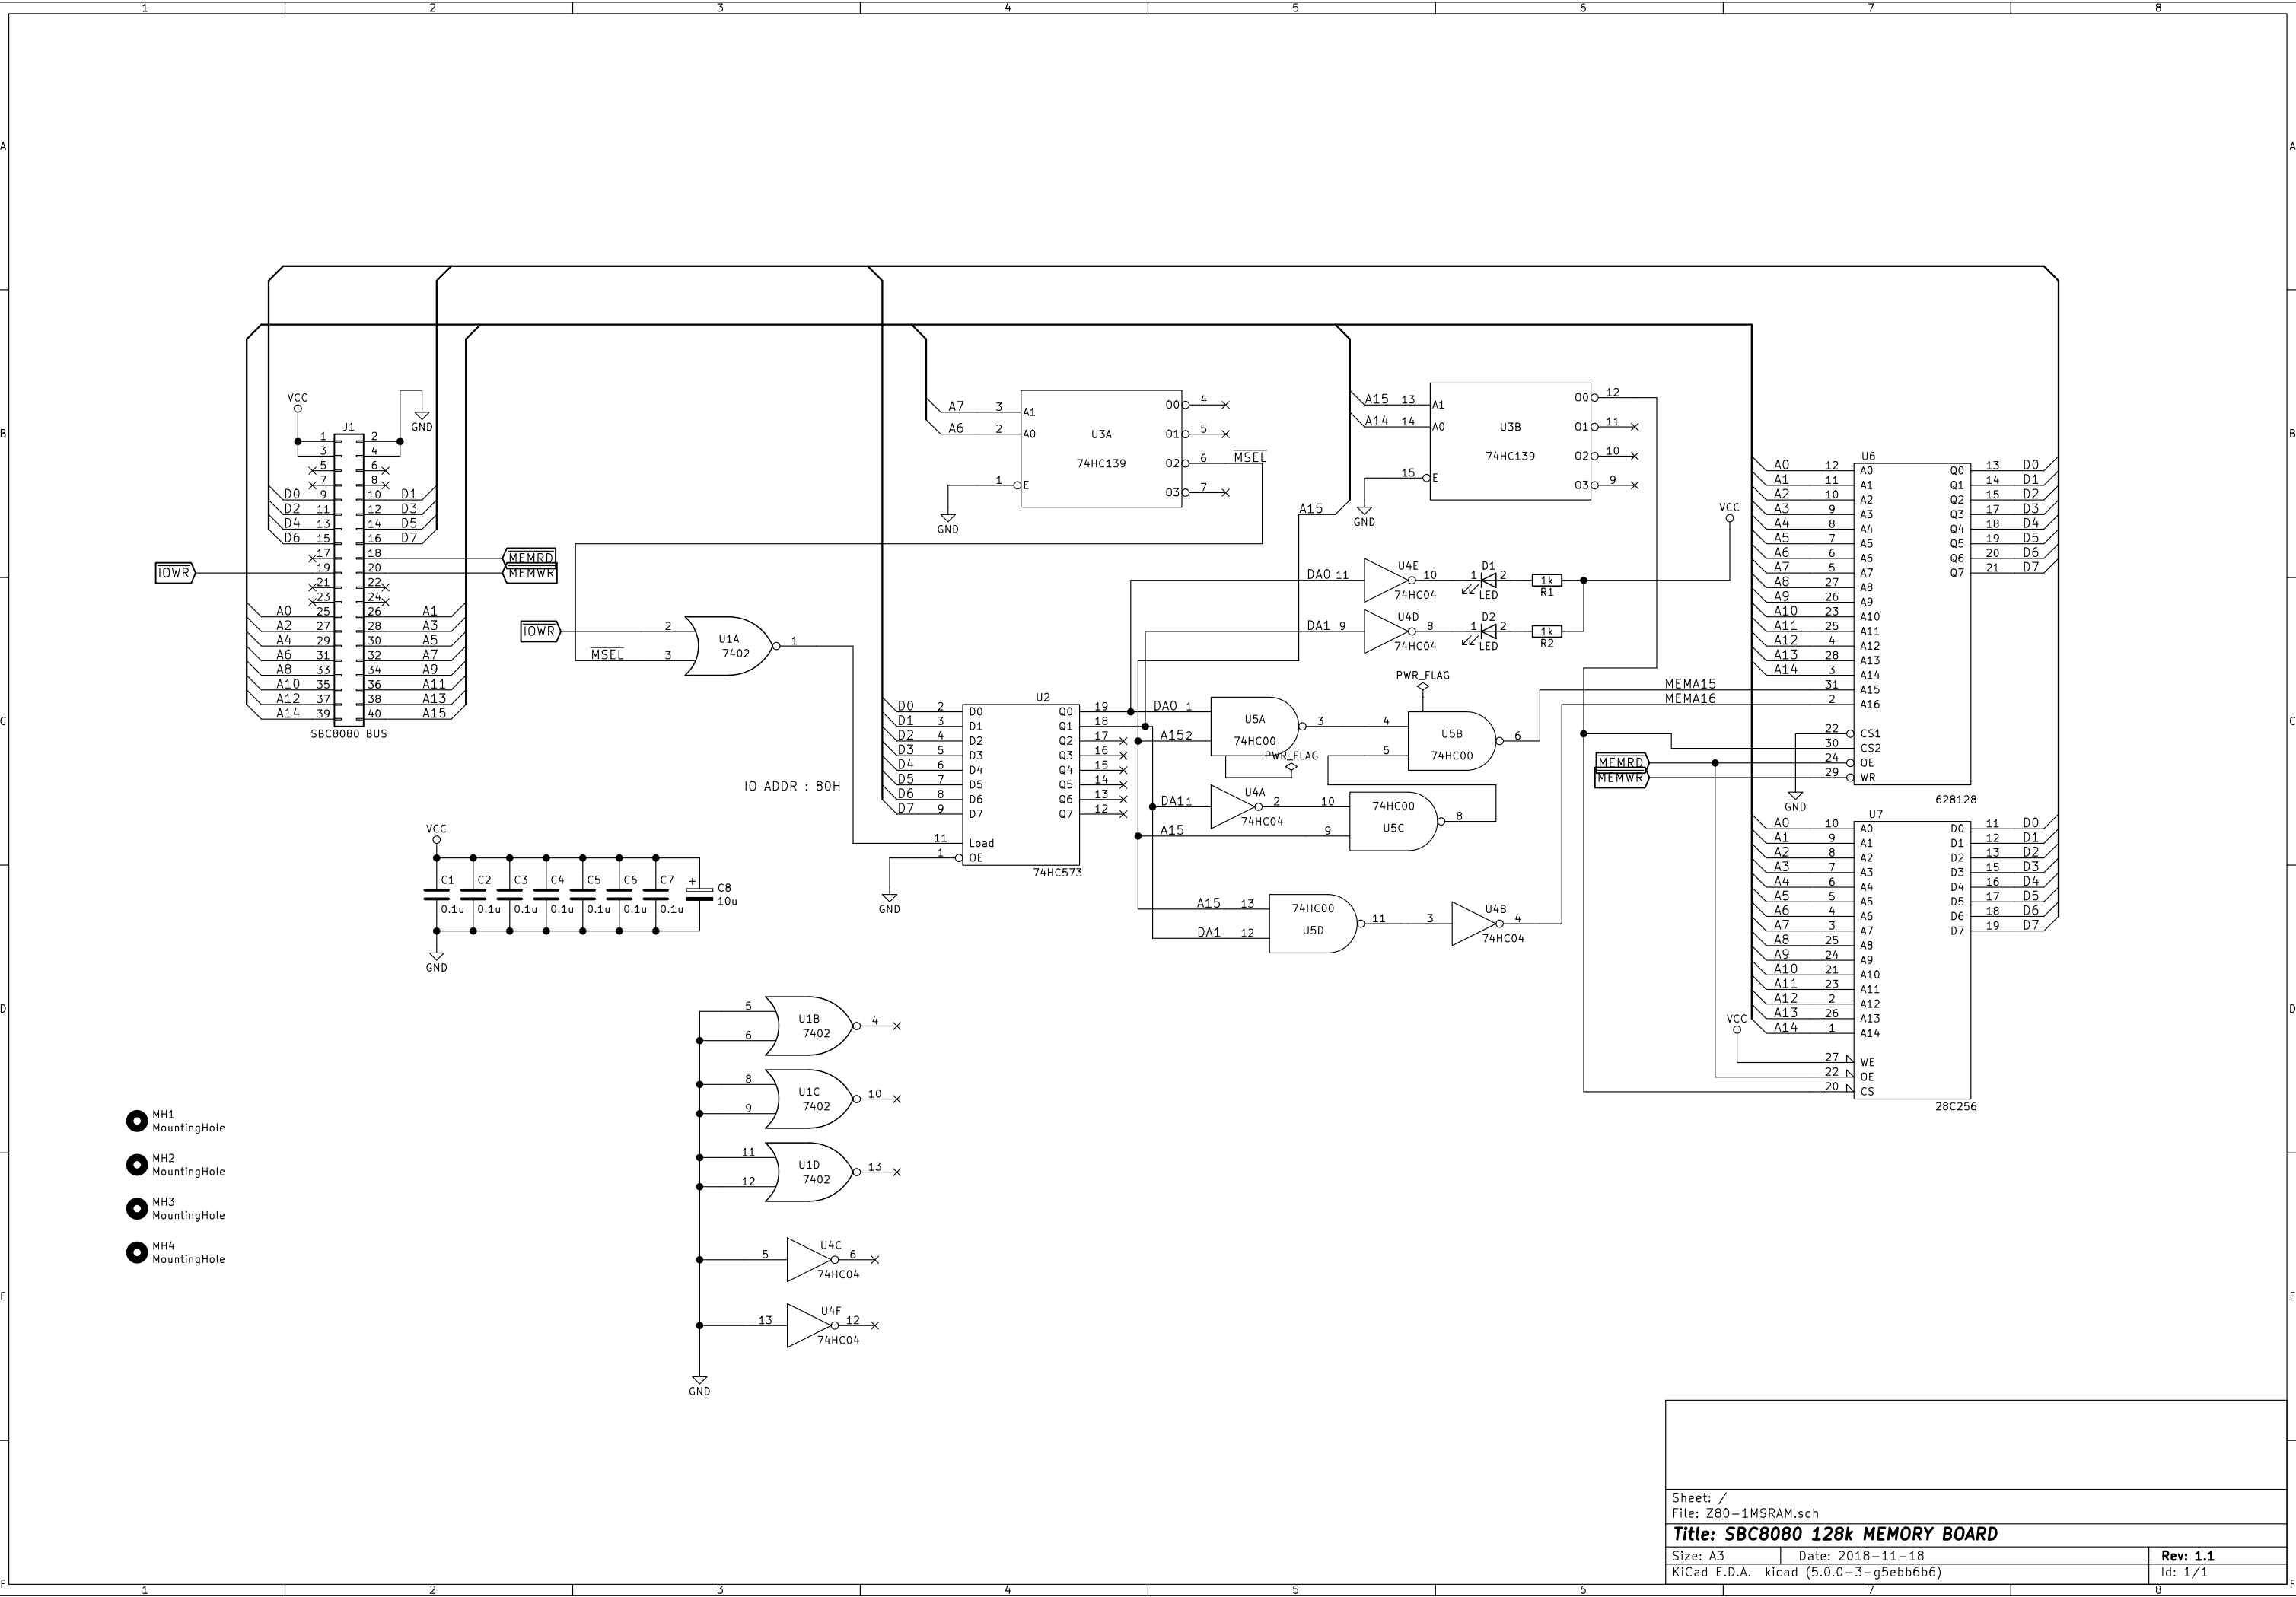 1 2 3 4 5 6 7 8
A A
B B
C C
D D
E E
F F
VCC
GND
J1
1 2
3 4
5 6
7 8
D0 9 10 D1
D2 11 12 D3
D4 13 14 D5
D6 15 16 D7
17 18 MEMRD
IOWR 19 20 MEMWR
21 22
23 24
A0 25 26 A1
A2 27 28 A3
A4 29 30 A5
A6 31 32 A7
A8 33 34 A9
A10 35 36 A11
A12 37 38 A13
A14 39 40 A15
SBC8080 BUS
IOWR 2
MSEL 3
U1A
7402
1
A7 3 A1
A6 2 A0
1 E
GND
U3A
74HC139
O0 4
O1 5
O2 6 MSEL
O3 7
A15 13 A1
A14 14 A0
15 E
GND
U3B
74HC139
O0 12
O1 11
O2 10
O3 9
A15
VCC
DA0 11 U4E 10
74HC04
1 D1 2
LED
1k
R1
DA1 9 U4D 8
74HC04
1 D2 2
LED
1k
R2
U2
D0 2 D0 Q0 19
D1 3 D1 Q1 18
D2 4 D2 Q2 17
D3 5 D3 Q3 16
D4 6 D4 Q4 15
D5 7 D5 Q5 14
D6 8 D6 Q6 13
D7 9 D7 Q7 12
11 Load
1 OE
74HC573
GND
IO ADDR : 80H
DA0 1
A15 2
U5A
74HC00
3
PWR_FLAG
PWR_FLAG
4
5
U5B
74HC00
6
DA1 1 U4A 2
74HC04
10
A15 9
74HC00
U5C
8
A15 13
DA1 12
74HC00
U5D
11
3 U4B 4
74HC04
MEMA15
MEMA16
MEMRD
MEMWR
U6
A0 12 A0 Q0 13 D0
A1 11 A1 Q1 14 D1
A2 10 A2 Q2 15 D2
A3 9 A3 Q3 17 D3
A4 8 A4 Q4 18 D4
A5 7 A5 Q5 19 D5
A6 6 A6 Q6 20 D6
A7 5 A7 Q7 21 D7
A8 27 A8
A9 26 A9
A10 23 A10
A11 25 A11
A12 4 A12
A13 28 A13
A14 3 A14
31 A15
2 A16
22 CS1
30 CS2
24 OE
29 WR
GND
628128
U7
A0 10 A0 D0 11 D0
A1 9 A1 D1 12 D1
A2 8 A2 D2 13 D2
A3 7 A3 D3 15 D3
A4 6 A4 D4 16 D4
A5 5 A5 D5 17 D5
A6 4 A6 D6 18 D6
A7 3 A7 D7 19 D7
A8 25 A8
A9 24 A9
A10 21 A10
A11 23 A11
A12 2 A12
A13 26 A13
A14 1 A14
VCC
27 WE
22 OE
20 CS
28C256
VCC
C1 C2 C3 C4 C5 C6 C7 + C8
0.1u 0.1u 0.1u 0.1u 0.1u 0.1u 0.1u 10u
GND
5
6
U1B
7402
4
8
9
U1C
7402
10
11
12
U1D
7402
13
5 U4C 6
74HC04
13 U4F 12
74HC04
GND
MH1
MountingHole
MH2
MountingHole
MH3
MountingHole
MH4
MountingHole
Sheet: /
File: Z80-1MSRAM.sch
Title: SBC8080 128k MEMORY BOARD
Size: A3 Date: 2018-11-18 Rev: 1.1
KiCad E.D.A. kicad (5.0.0-3-g5ebb6b6) Id: 1/1
1 2 3 4 5 6 7 8